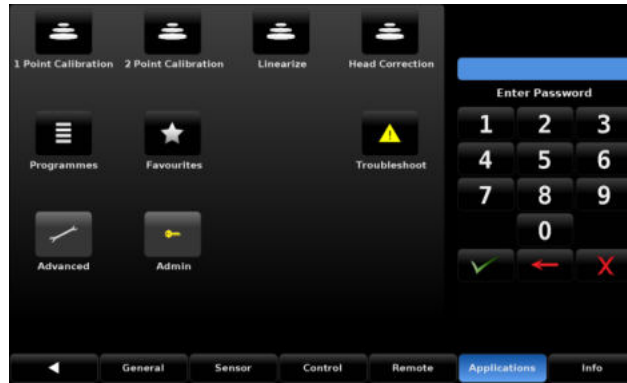 1 Point Calibration 2 Point Calibration Linearize Head Correction
Enter Password
1 2 3
Programmes Favourites Troubleshoot
4 5 6
7 8 9
0
Advanced Admin
General Sensor Control Remote Applications Info